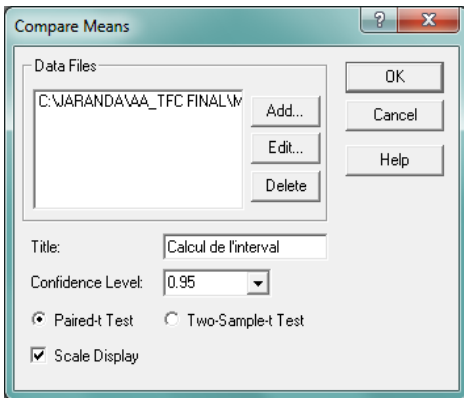 Compare Means
Data Files
C:\JARANDA\AA_TFC FINAL\M
Add...
Edit...
Delete
OK
Cancel
Help
Title: Calcul de l'interval
Confidence Level: 0.95
Paired-t Test Two-Sample-t Test
Scale Display